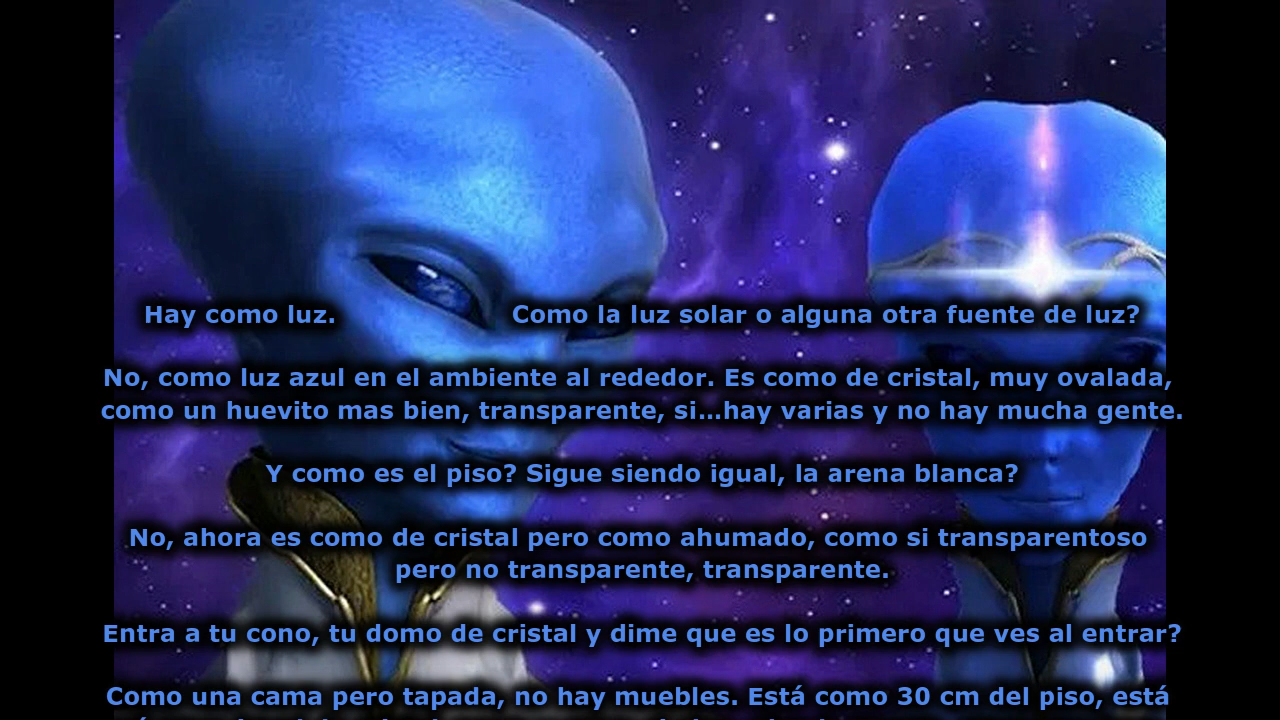 Hay como luz. Como la luz solar o alguna otra fuente de luz?
No, como luz azul en el ambiente al rededor. Es como de cristal, muy ovalada,
como un huevito mas bien, transparente, si...hay varias y no hay mucha gente.
Y como es el piso? Sigue siendo igual, la arena blanca?
No, ahora es como de cristal pero como ahumado, como si transparentoso
pero no transparente, transparente.
Entra a tu cono, tu domo de cristal y dime que es lo primero que ves al entrar?
Como una cama pero tapada, no hay muebles. Está como 30 cm del piso, está